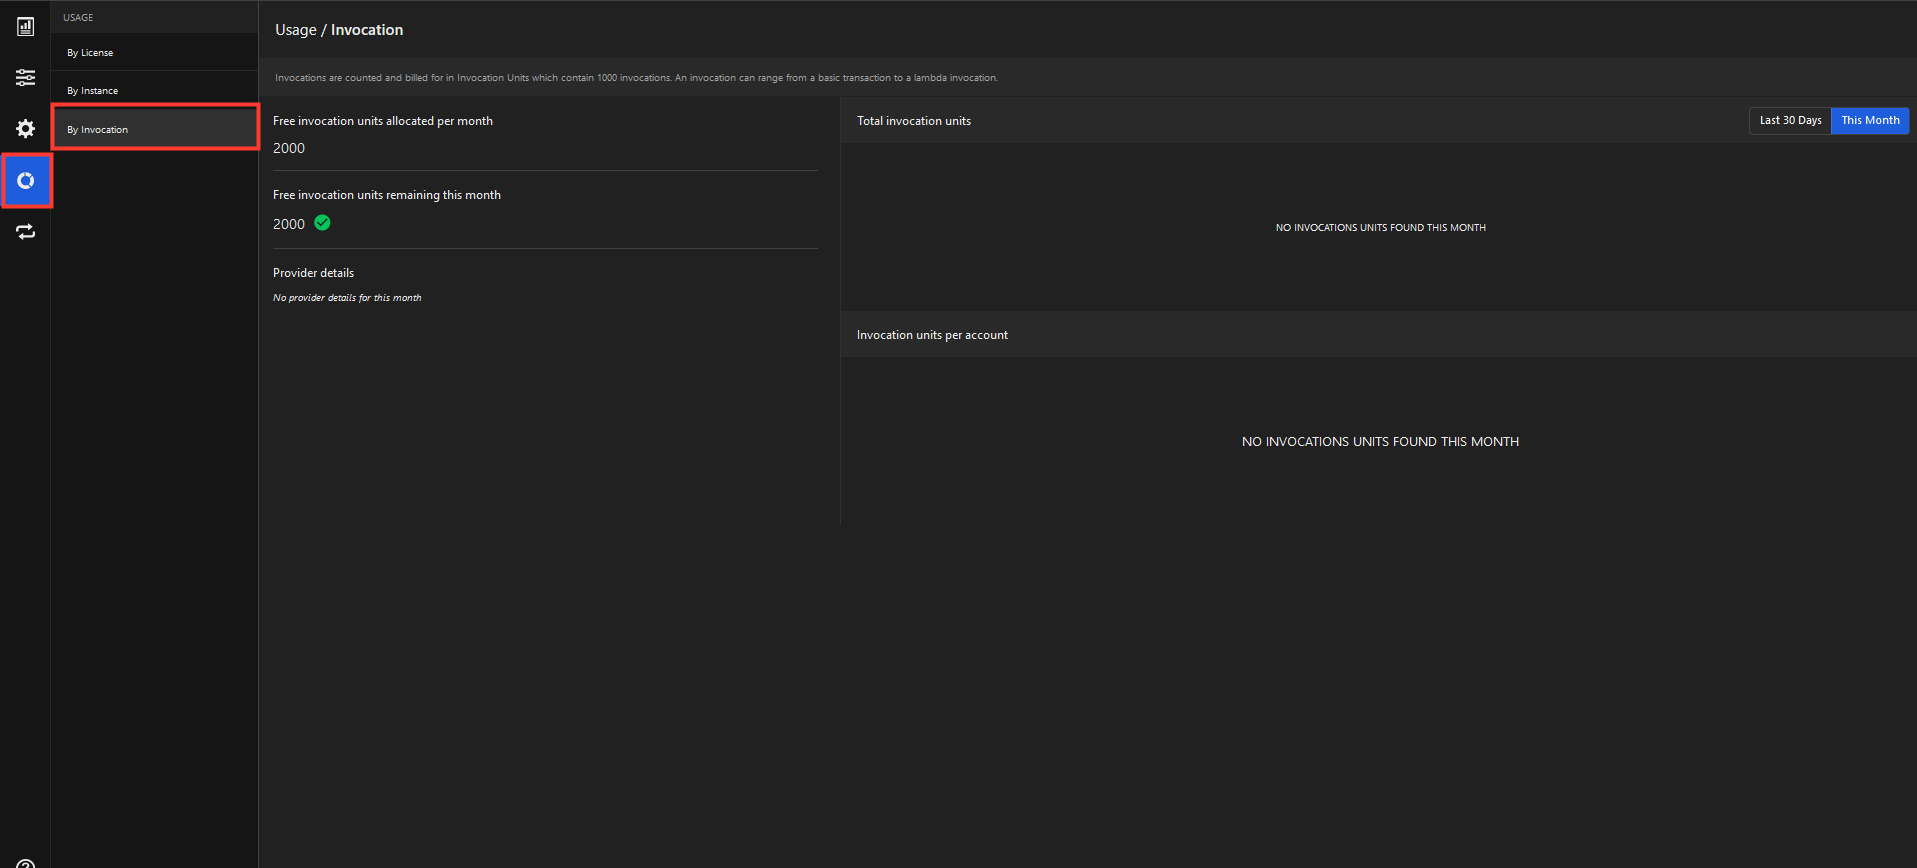 USAGE
By License
By Instance
By Invocation
Usage / Invocation
Invocations are counted and billed for in Invocation Units which contain 1000 invocations. An invocation can range from a basic transaction to a lambda invocation.
Free invocation units allocated per month
2000
Free invocation units remaining this month
2000
Provider details
No provider details for this month
Total invocation units
Last 30 Days
This Month
NO INVOCATIONS UNITS FOUND THIS MONTH
Invocation units per account
NO INVOCATIONS UNITS FOUND THIS MONTH